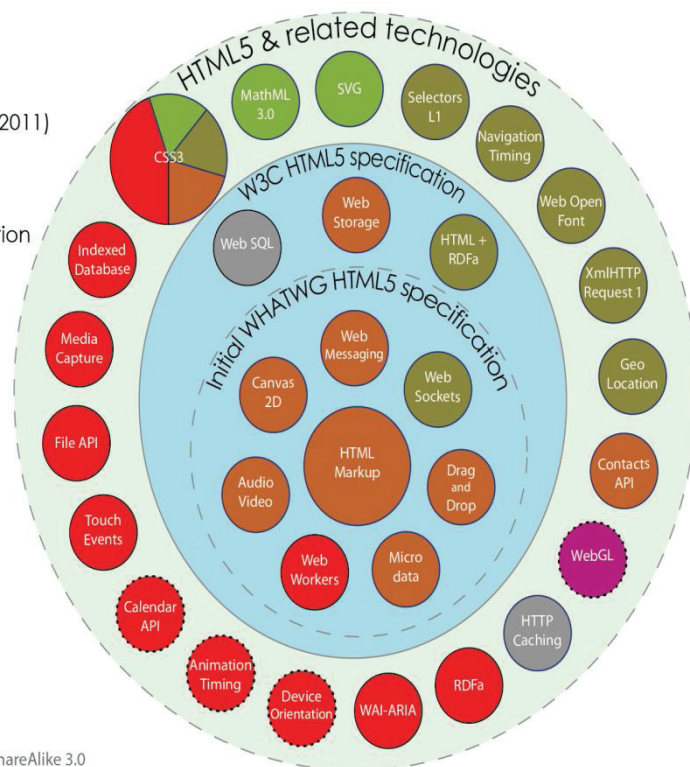 HTML5 & related technologies
2011)
tion
MathML
3.0
SVG
Selectors
L1
Navigation
Timing
CSS3
Web Open
Font
XmlHTTP
Request 1
Geo
Location
Contacts
API
WebGL
HTTP
Caching
RDFa
WAI-ARIA
Device
Orientation
Animation
Timing
Calendar
API
Touch
Events
File API
Media
Capture
Indexed
Database
W3C HTML5 specification
Web SQL
Web
Storage
HTML +
RDFa
Initial WHATWG HTML5 specification
Web
Messaging
Canvas
2D
Web
Sockets
HTML
Markup
Audio
Video
Drag
and
Drop
Web
Workers
Micro
data
hareAlike 3.0